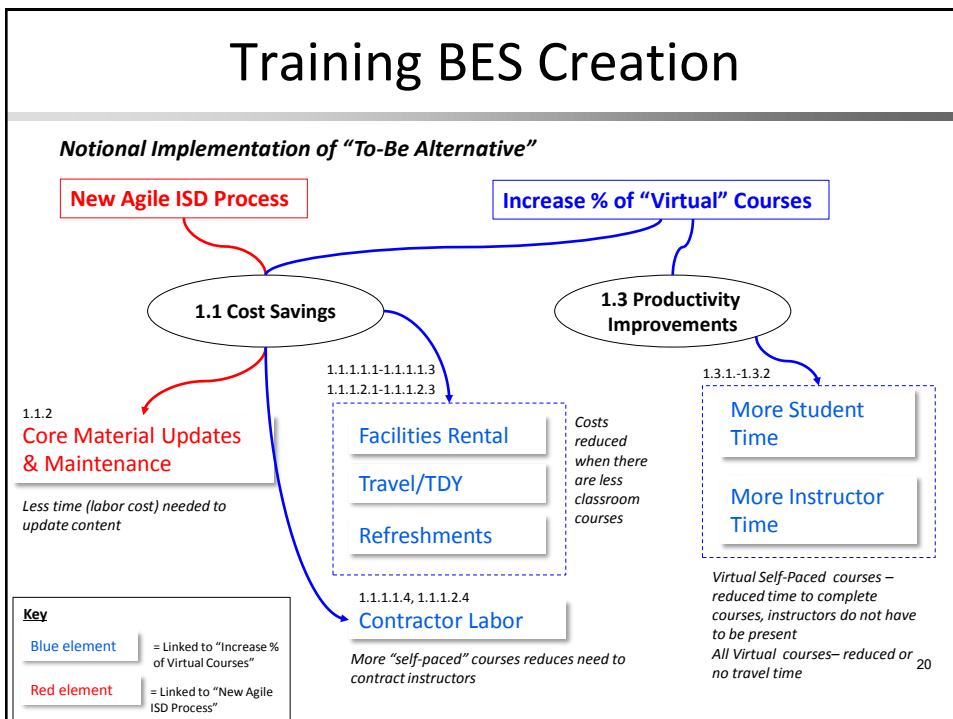 Training BES Creation
Notional Implementation of “To-Be Alternative”
New Agile ISD Process
Increase % of “Virtual” Courses
1.1 Cost Savings
1.3 Productivity
Improvements
1.1.2
Core Material Updates
& Maintenance
Less time (labor cost) needed to
update content
1.1.1.1.1-1.1.1.1.3
1.1.1.2.1-1.1.1.2.3
Facilities Rental
Travel/TDY
Refreshments
Costs
reduced
when there
are less
classroom
courses
1.1.1.1.4, 1.1.1.2.4
Contractor Labor
More “self-paced” courses reduces need to
contract instructors
1.3.1.-1.3.2
More Student
Time
More Instructor
Time
Virtual Self-Paced courses –
reduced time to complete
courses, instructors do not have
to be present
All Virtual courses– reduced or
no travel time
20
Key
Blue element
= Linked to “Increase %
of Virtual Courses”
Red element
= Linked to “New Agile
ISD Process”